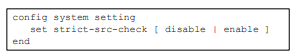 config system setting
set strict-src-check [ disable | enable ]
end